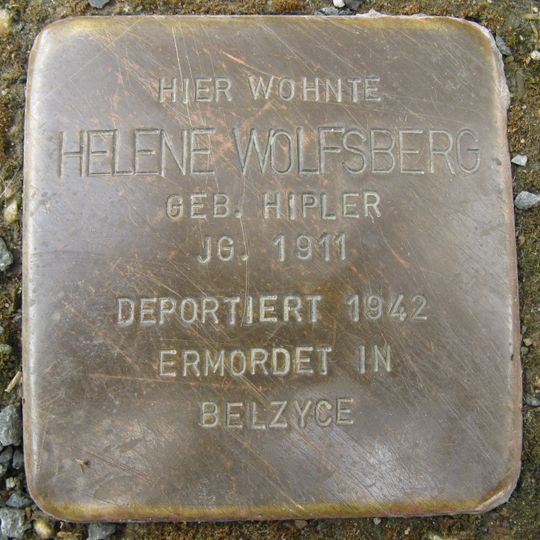 HIER WOHNTE
HELENE WOLFSBERG
GEB. HIPLER
JG. 1911
DEPORTIERT 1942
ERMORDET IN
BELZYCE